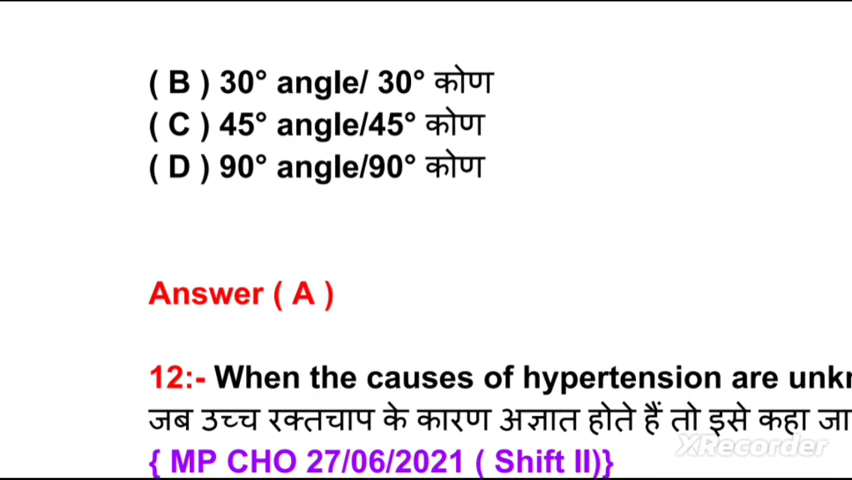 ( B ) 30° angle/ 30° कोण
( C ) 45° angle/45° कोण
( D ) 90° angle/90° कोण
Answer ( A )
12:- When the causes of hypertension are
जब उच्च रक्तचाप के कारण अज्ञात होते हैं तो इसे कहा
{ MP CHO 27/06/2021 ( Shift II)}
XRecorder